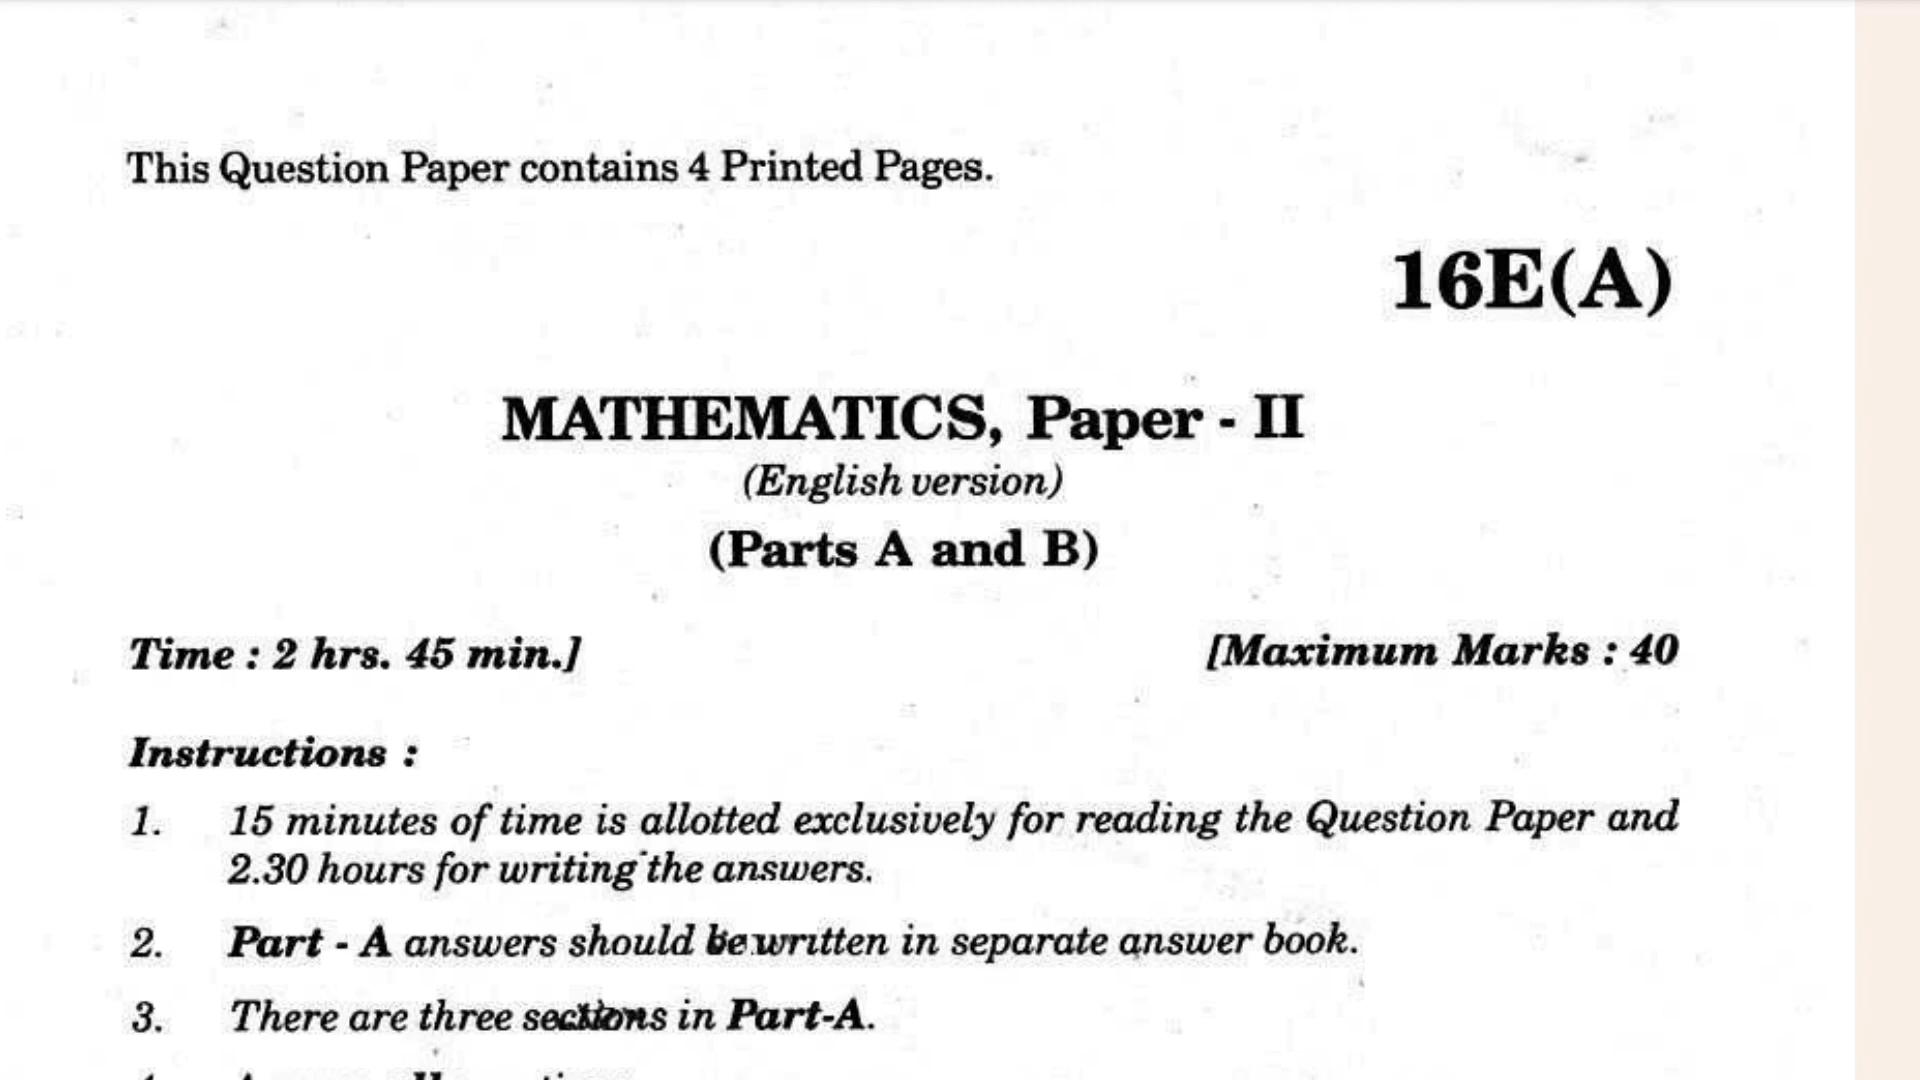 This Question Paper contains 4 Printed Pages.
16E(A)
MATHEMATICS, Paper - II
(English version)
(Parts A and B)
Time : 2 hrs. 45 min.] [Maximum Marks : 40
Instructions :
1. 15 minutes of time is allotted exclusively for reading the Question Paper and
2.30 hours for writing the answers.
2. Part - A answers should be written in separate answer book.
3. There are three sections in Part-A.